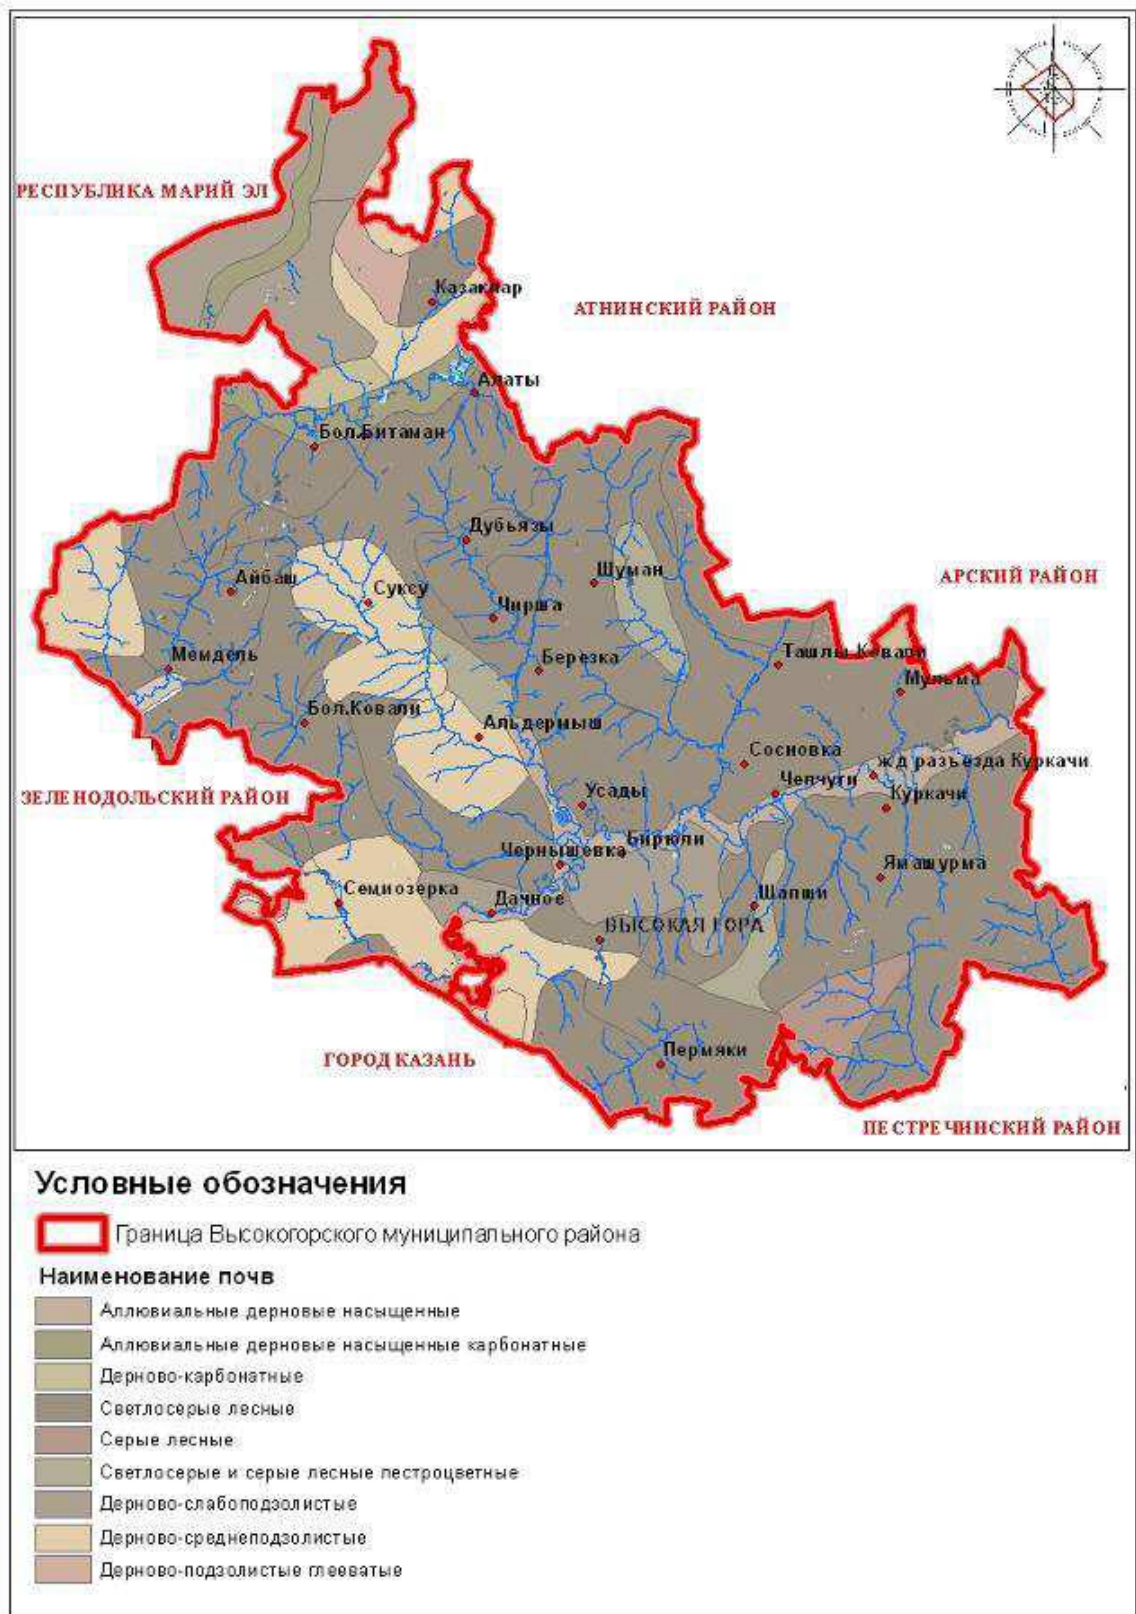 РЕСПУБЛИКА МАРИЙ ЭЛ
Казаклар
АТНИНСКИЙ РАЙОН
Алаты
Бол.Битаман
Дубьязы
Шуман
АРСКИЙ РАЙОН
Айбаш
Суксу
Чирша
Мемдель
Березка
Ташлы Ковали
Мульма
Бол.Ковали
Альдермыш
Сосновка
ж/д разъезда Куркачи
ЗЕЛЕНОДОЛЬСКИЙ РАЙОН
Чепчуги
Усады
Куркачи
Бирюли
Чернышевка
Ямашурма
Семиозерка
Дачное
Шапши
ВЫСОКАЯ ГОРА
ГОРОД КАЗАНЬ
Пермяки
ПЕСТРЕЧИНСКИЙ РАЙОН
Условные обозначения
Граница Высокогорского муниципального района
Наименование почв
Аллювиальные дерновые насыщенные
Аллювиальные дерновые насыщенные карбонатные
Дерново-карбонатные
Светлосерые лесные
Серые лесные
Светлосерые и серые лесные пестроцветные
Дерново-слабоподзолистые
Дерново-среднеподзолистые
Дерново-подзолистые глееватые